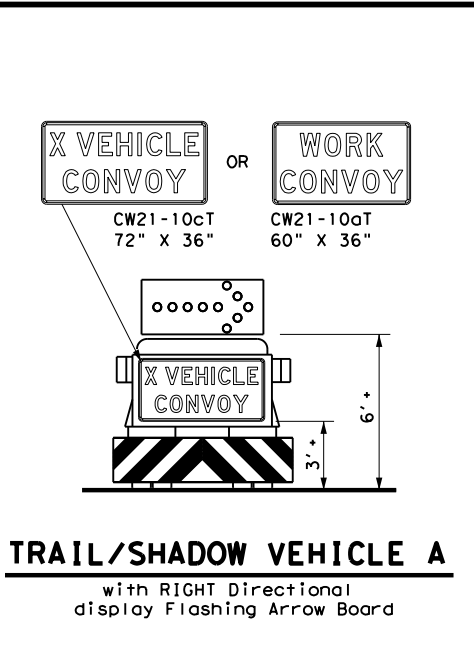 X VEHICLE
CONVOY
OR
WORK
CONVOY
CW21-10cT
72" X 36"
CW21-10aT
60" X 36"
X VEHICLE
CONVOY
6' +
3' +
TRAIL/SHADOW VEHICLE A
with RIGHT Directional
display Flashing Arrow Board